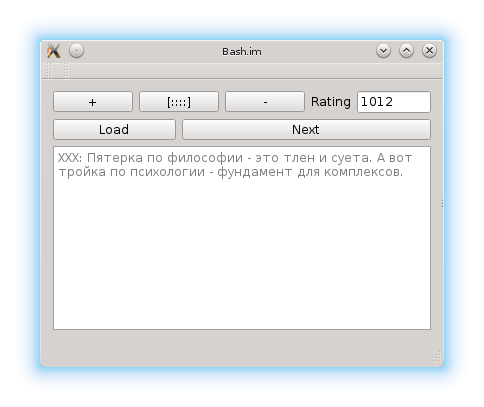 Bash.im
+ [::::] - Rating 1012
Load Next
XXX: Пятерка по философии - это тлен и суета. А вот
тройка по психологии - фундамент для комплексов.